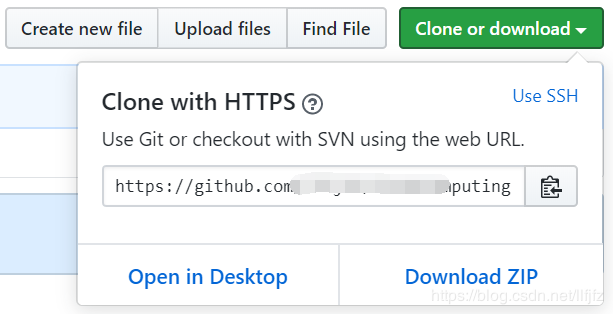 Create new file Upload files Find File Clone or download
Clone with HTTPS ?
Use SSH
Use Git or checkout with SVN using the web URL.
https://github.com mputing
Open in Desktop Download ZIP
https://blog.csdn.net/llfjfz